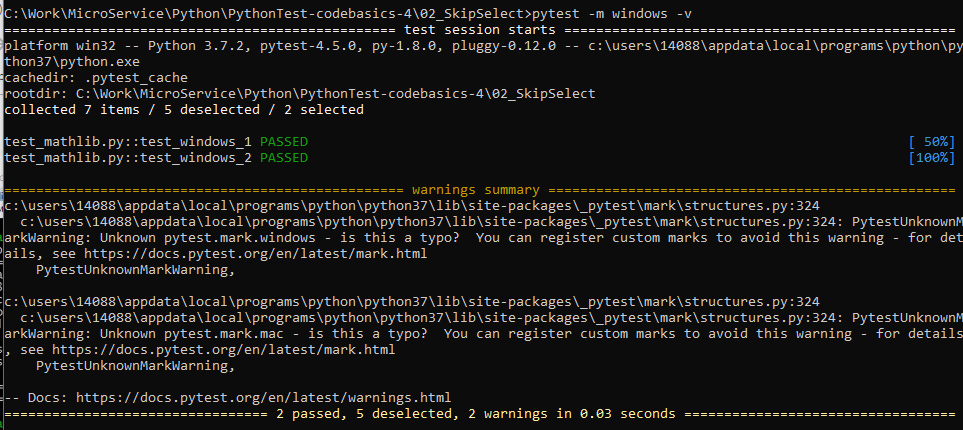 C:\Work\MicroService\Python\PythonTest-codebasics-4\02_SkipSelect>pytest -m windows -v
============================================== test session starts ==============================================
platform win32 -- Python 3.7.2, pytest-4.5.0, py-1.8.0, pluggy-0.12.0 -- c:\users\14088\appdata\local\programs\python\py
thon37\python.exe
cachedir: .pytest_cache
rootdir: C:\Work\MicroService\Python\PythonTest-codebasics-4\02_SkipSelect
collected 7 items / 5 deselected / 2 selected
test_mathlib.py::test_windows_1 PASSED [ 50%]
test_mathlib.py::test_windows_2 PASSED [100%]
================================================== warnings summary ===================================================
c:\users\14088\appdata\local\programs\python\python37\lib\site-packages\_pytest\mark\structures.py:324
c:\users\14088\appdata\local\programs\python\python37\lib\site-packages\_pytest\mark\structures.py:324: PytestUnknownM
arkWarning: Unknown pytest.mark.windows - is this a typo?  You can register custom marks to avoid this warning - for det
ails, see https://docs.pytest.org/en/latest/mark.html
PytestUnknownMarkWarning,
c:\users\14088\appdata\local\programs\python\python37\lib\site-packages\_pytest\mark\structures.py:324
c:\users\14088\appdata\local\programs\python\python37\lib\site-packages\_pytest\mark\structures.py:324: PytestUnknownM
arkWarning: Unknown pytest.mark.mac - is this a typo?  You can register custom marks to avoid this warning - for details
, see https://docs.pytest.org/en/latest/mark.html
PytestUnknownMarkWarning,
-- Docs: https://docs.pytest.org/en/latest/warnings.html
================================= 2 passed, 5 deselected, 2 warnings in 0.03 seconds ==================================